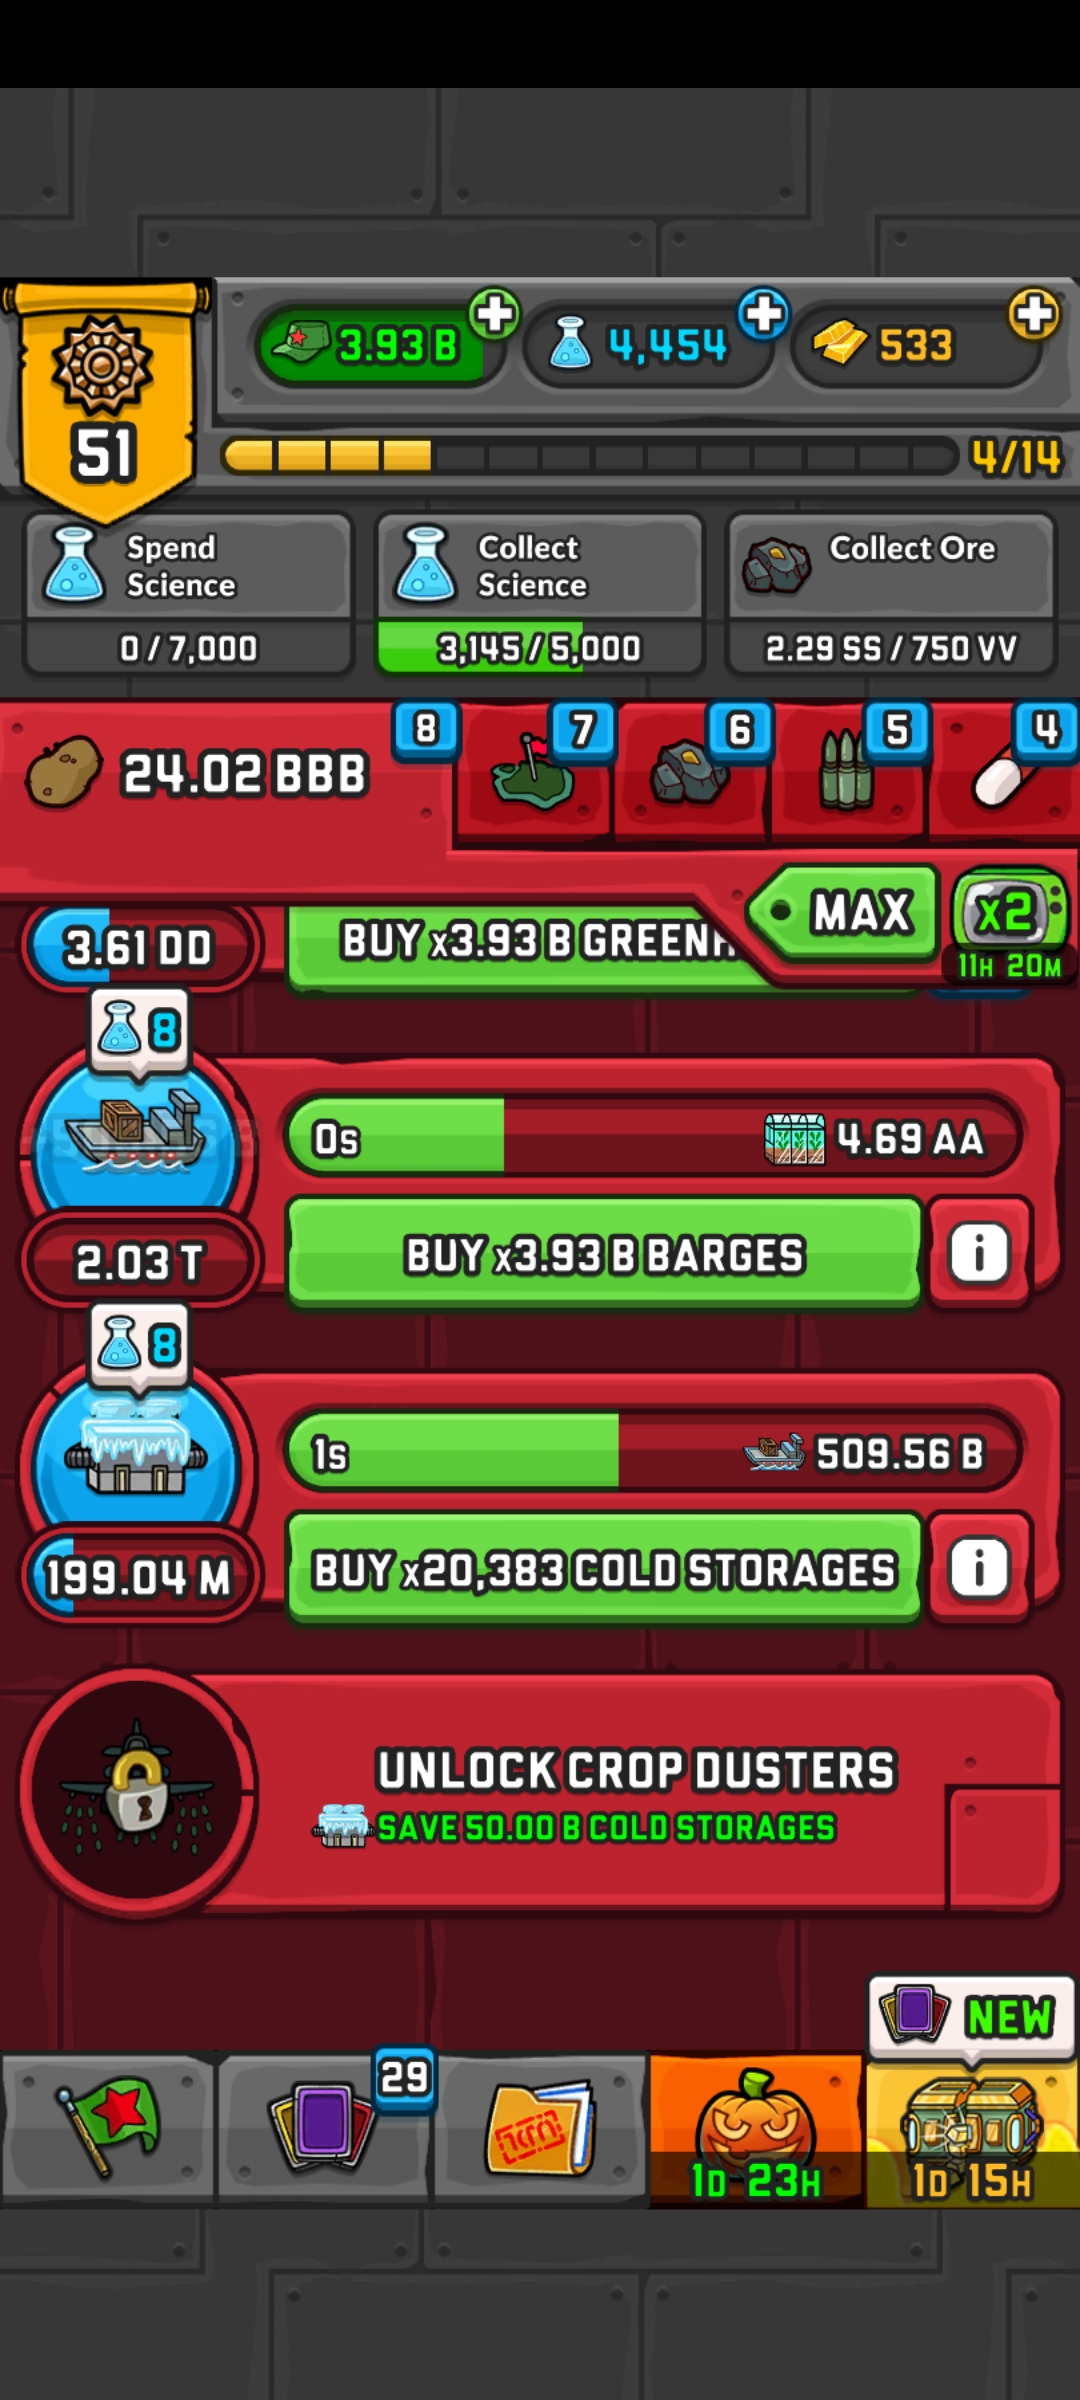 3.93 B
4,454
533
51
4/14
Spend
Science
0 / 7,000
Collect
Science
3,145 / 5,000
Collect Ore
2.29 SS / 750 VV
24.02 BBB
8
7
6
5
4
MAX
x2
11H 20M
3.61 DD
BUY x3.93 B GREENH
8
0s
4.69 AA
2.03 T
BUY x3.93 B BARGES
i
8
1s
509.56 B
199.04 M
BUY x20,383 COLD STORAGES
i
UNLOCK CROP DUSTERS
SAVE 50.00 B COLD STORAGES
NEW
29
1D 23H
1D 15H